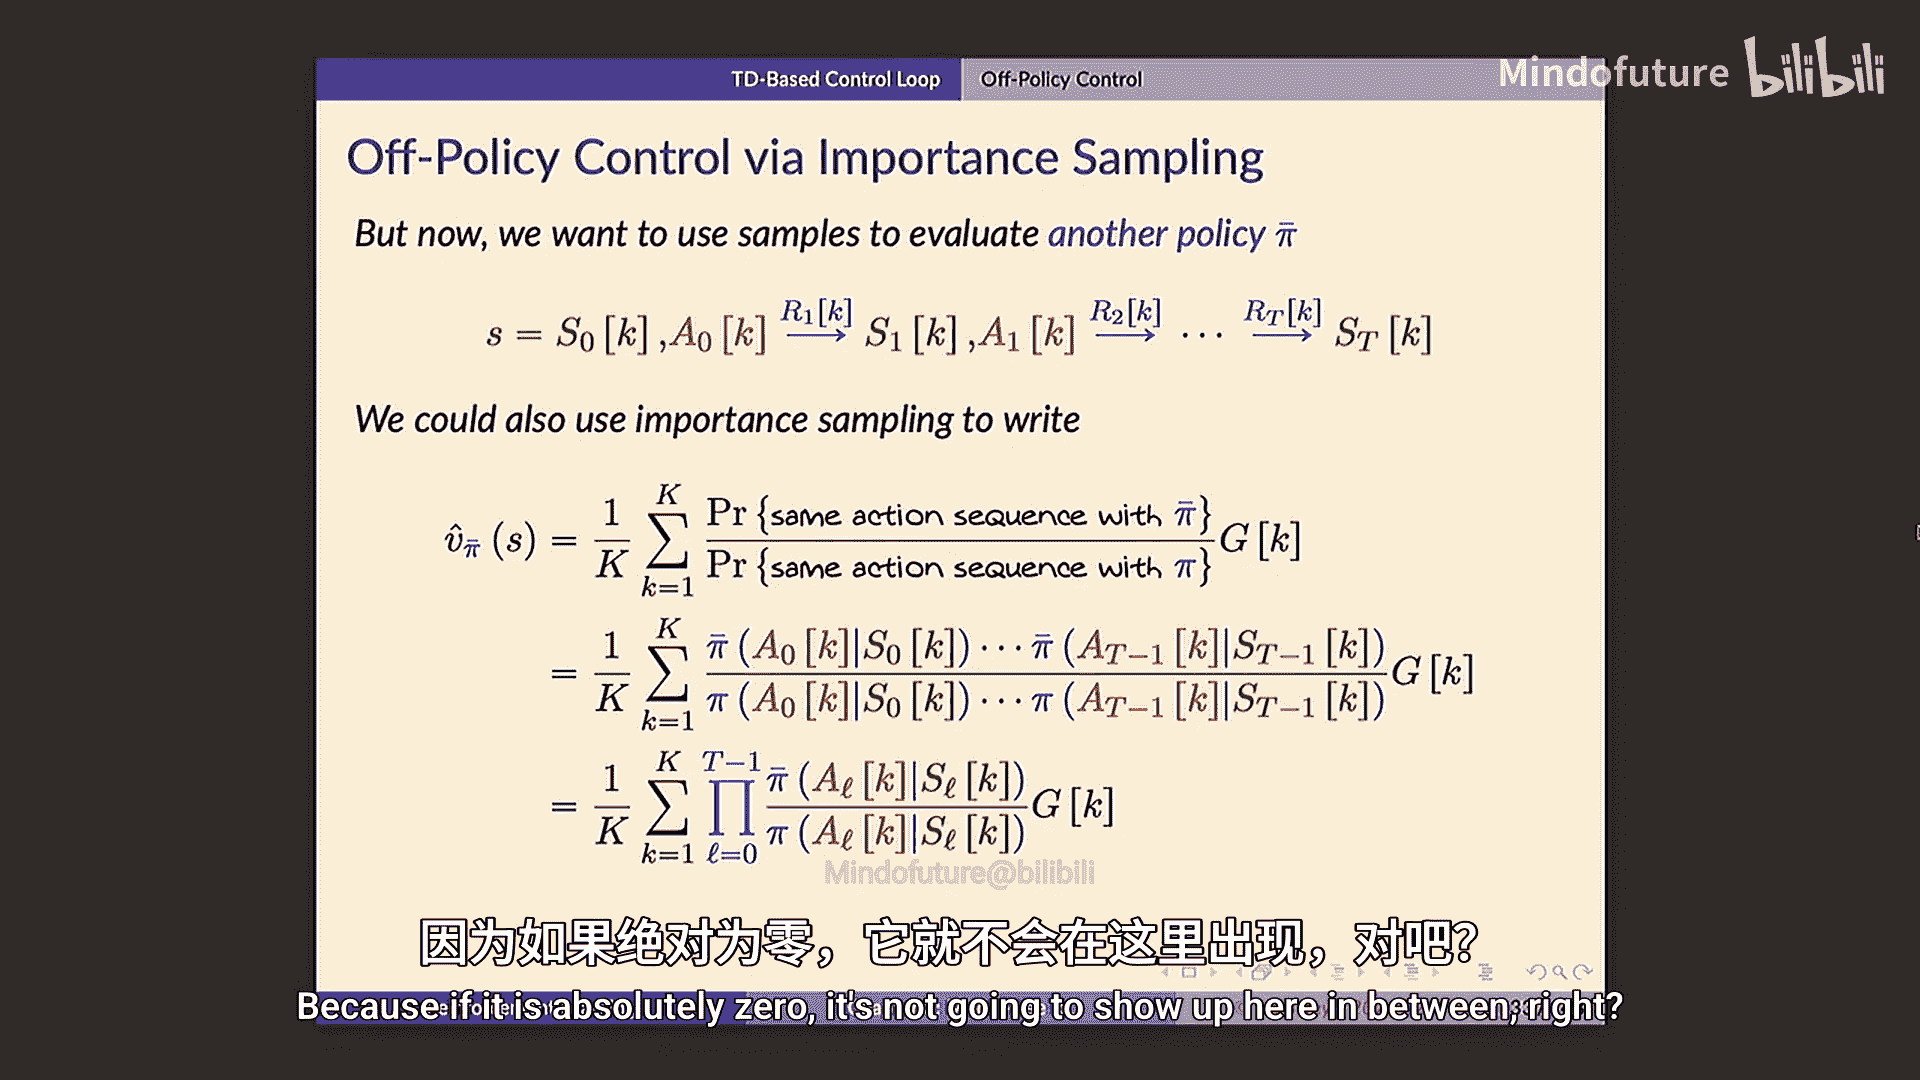 TD-Based Control Loop Off-Policy Control
Mindofuture bilibili
Off-Policy Control via Importance Sampling
But now, we want to use samples to evaluate another policy π̄
s = S₀ [k] , A₀ [k] —R₁[k]→ S₁ [k] , A₁ [k] —R₂[k]→ ⋯ —R_T[k]→ S_T [k]
We could also use importance sampling to write
v̂_π̄ (s) = 1/K ∑_{k=1}^{K} Pr {same action sequence with π̄} / Pr {same action sequence with π} G [k]
= 1/K ∑_{k=1}^{K} π̄ (A₀ [k]|S₀ [k]) ⋯ π̄ (A_{T−1} [k]|S_{T−1} [k]) / π (A₀ [k]|S₀ [k]) ⋯ π (A_{T−1} [k]|S_{T−1} [k]) G [k]
= 1/K ∑_{k=1}^{K} ∏_{ℓ=0}^{T−1} π̄ (A_ℓ [k]|S_ℓ [k]) / π (A_ℓ [k]|S_ℓ [k]) G [k]
Mindofuture@bilibili
因为如果绝对为零，它就不会在这里出现，对吧？
Because if it is absolutely zero, it's not going to show up here in between, right?